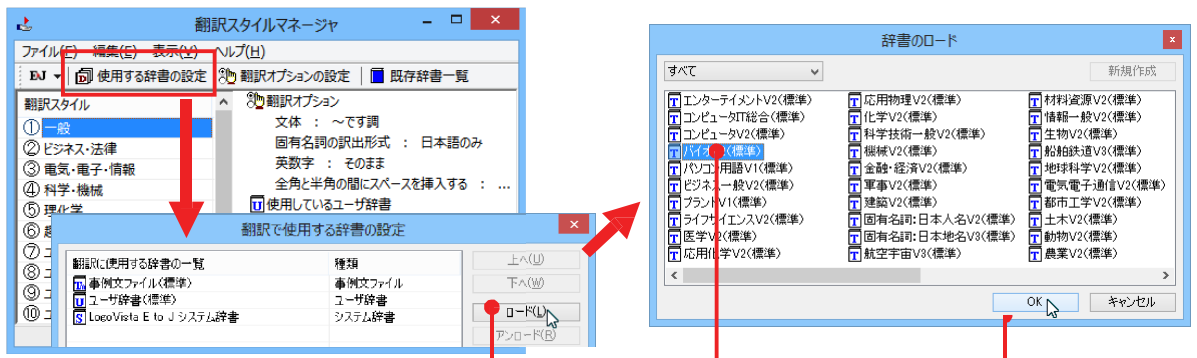 翻訳スタイルマネージャ
ファイル(F) 編集(E) 表示(V) ヘルプ(H)
EXJ 使用する辞書の設定 翻訳オプションの設定 既存辞書一覧
翻訳スタイル
① 一般
② ビジネス・法律
③ 電気・電子・情報
④ 科学・機械
⑤ 理化学
⑥
⑦
⑧
⑨
⑩
翻訳オプション
文体 : ~です調
固有名詞の訳出形式 : 日本語のみ
英数字 : そのまま
全角と半角の間にスペースを挿入する : ...
使用しているユーザ辞書
翻訳で使用する辞書の設定
翻訳に使用する辞書の一覧 種類
事例文ファイル(標準) 事例文ファイル
ユーザ辞書(標準) ユーザ辞書
LogoVista E to J システム辞書 システム辞書
上へ(U)
下へ(W)
ロード(L)
アンロード(R)
辞書のロード
すべて
新規作成
エンターテイメントV2(標準)
コンピュータIT総合(標準)
コンピュータV2(標準)
バイオ(標準)
パソコン用語V1(標準)
ビジネス一般V2(標準)
プラントV1(標準)
ライフサイエンスV2(標準)
医学V2(標準)
応用化学V2(標準)
応用物理V2(標準)
化学V2(標準)
科学技術一般V2(標準)
機械V2(標準)
金融・経済V2(標準)
軍事V2(標準)
建築V2(標準)
固有名詞:日本人名V2(標準)
固有名詞:日本地名V3(標準)
航空宇宙V3(標準)
材料資源V2(標準)
情報一般V2(標準)
生物V2(標準)
船舶鉄道V3(標準)
地球科学V2(標準)
電気電子通信V2(標準)
都市工学V2(標準)
土木V2(標準)
動物V2(標準)
農業V2(標準)
OK
キャンセル